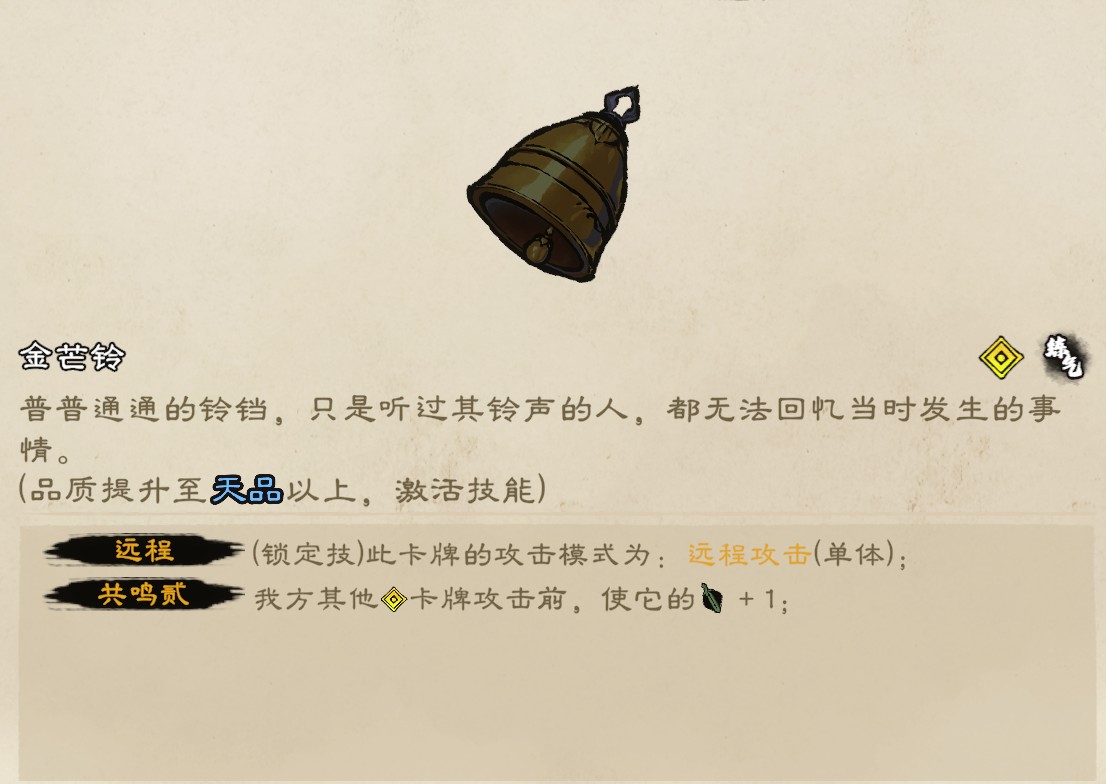 金芒铃
炼气
普普通通的铃铛，只是听过其铃声的人，都无法回忆当时发生的事
情。
(品质提升至天品以上，激活技能)
远程 (锁定技)此卡牌的攻击模式为：远程攻击(单体)；
共鸣贰 我方其他卡牌攻击前，使它的 + 1；